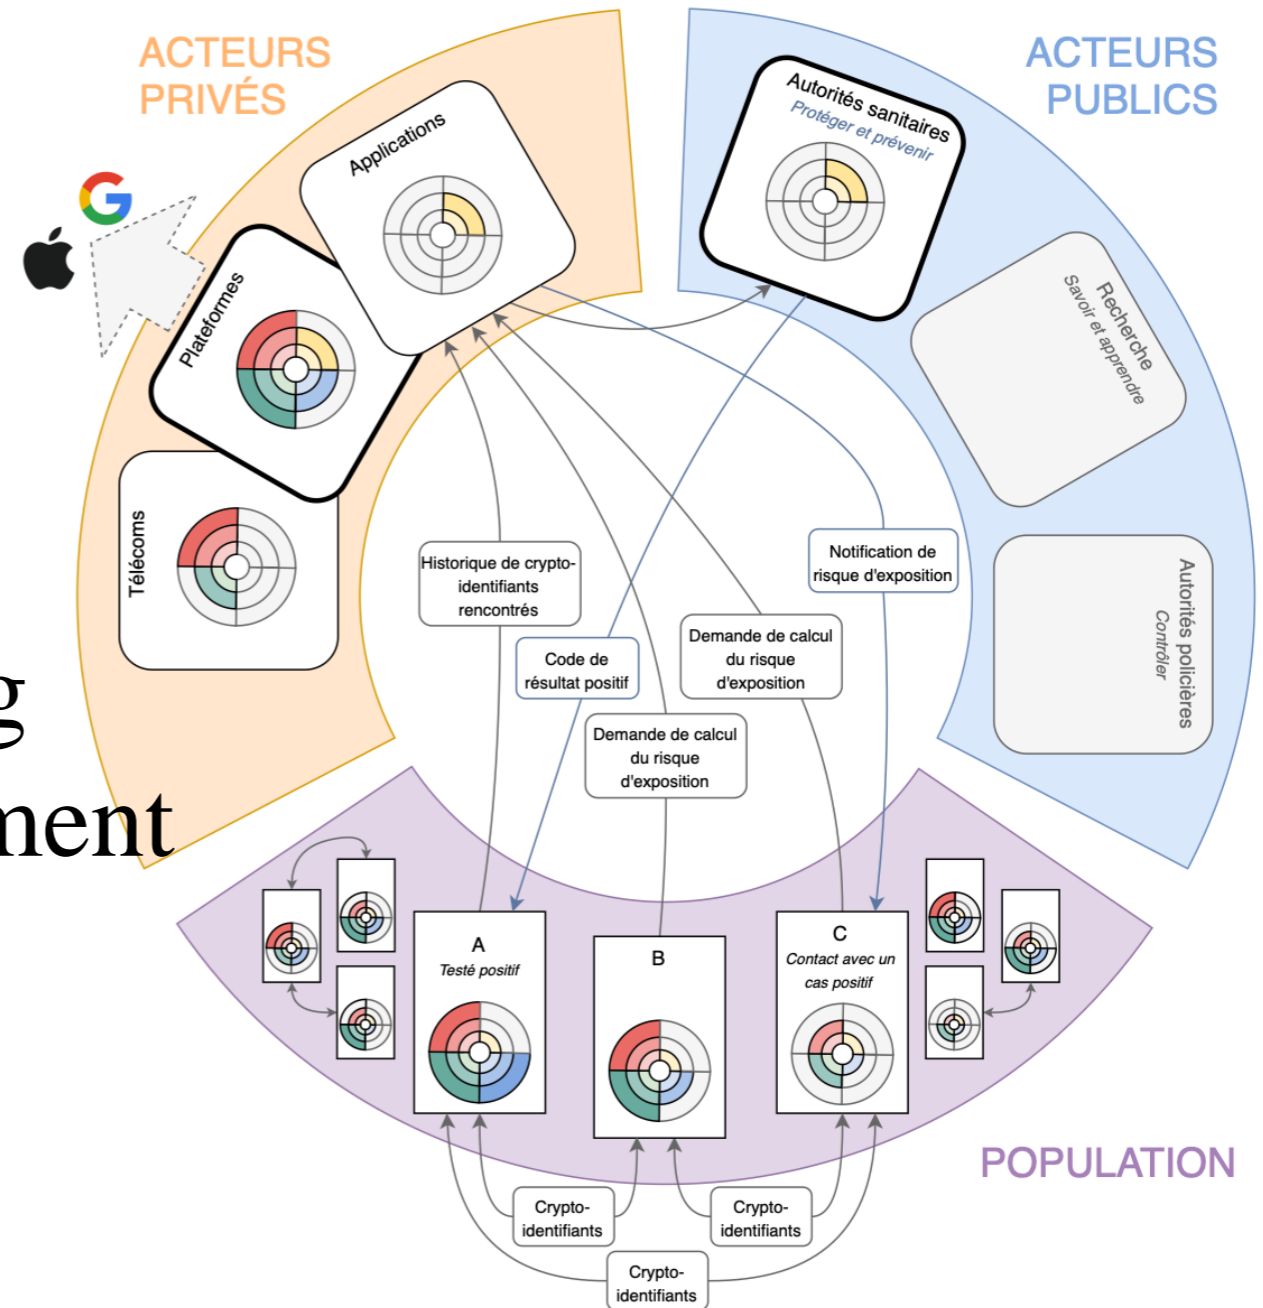 ACTEURS
PRIVÉS
ACTEURS
PUBLICS
Applications
Autorités sanitaires
Protéger et prévenir
G
Plateformes
Recherche
Savoir et apprendre
Télécoms
Autorités policières
Contrôler
Historique de crypto-
identifiants
rencontrés
Notification de
risque d'exposition
Code de
résultat positif
Demande de calcul
du risque
d'exposition
Demande de calcul
du risque
d'exposition
g
ment
A
Testé positif
B
C
Contact avec un
cas positif
POPULATION
Crypto-
identifiants
Crypto-
identifiants
Crypto-
identifiants